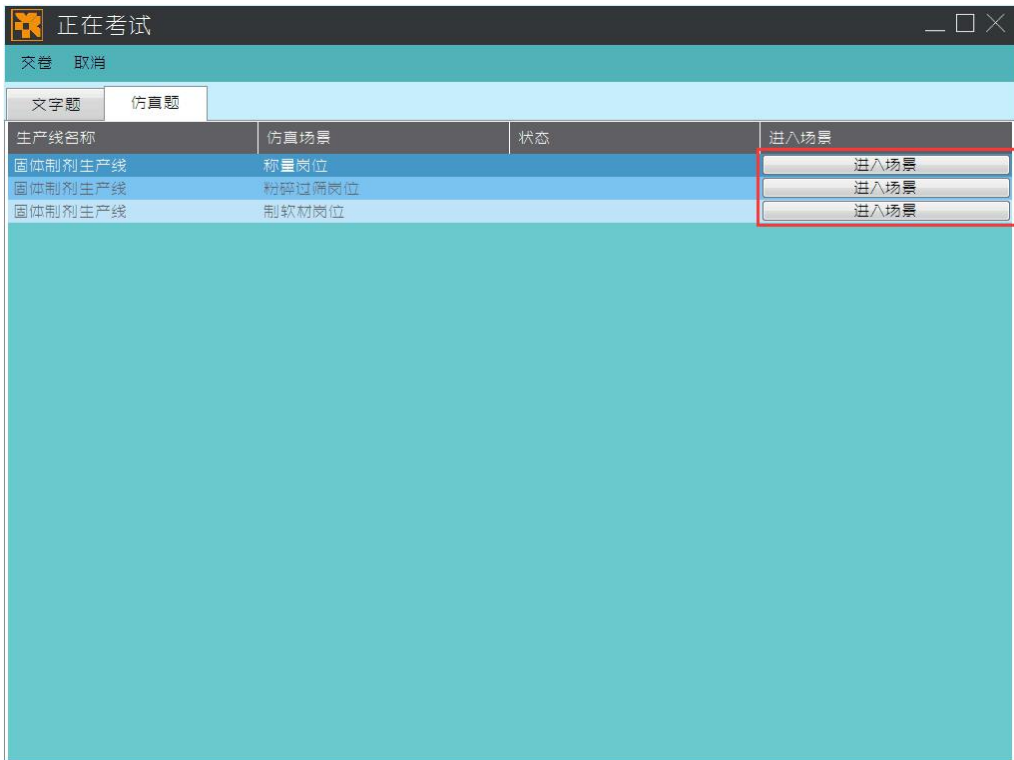 正在考试
交卷 取消
文字题 仿真题
生产线名称 仿真场景 状态 进入场景
固体制剂生产线 称量岗位 进入场景
固体制剂生产线 粉碎过筛岗位 进入场景
固体制剂生产线 制软材岗位 进入场景